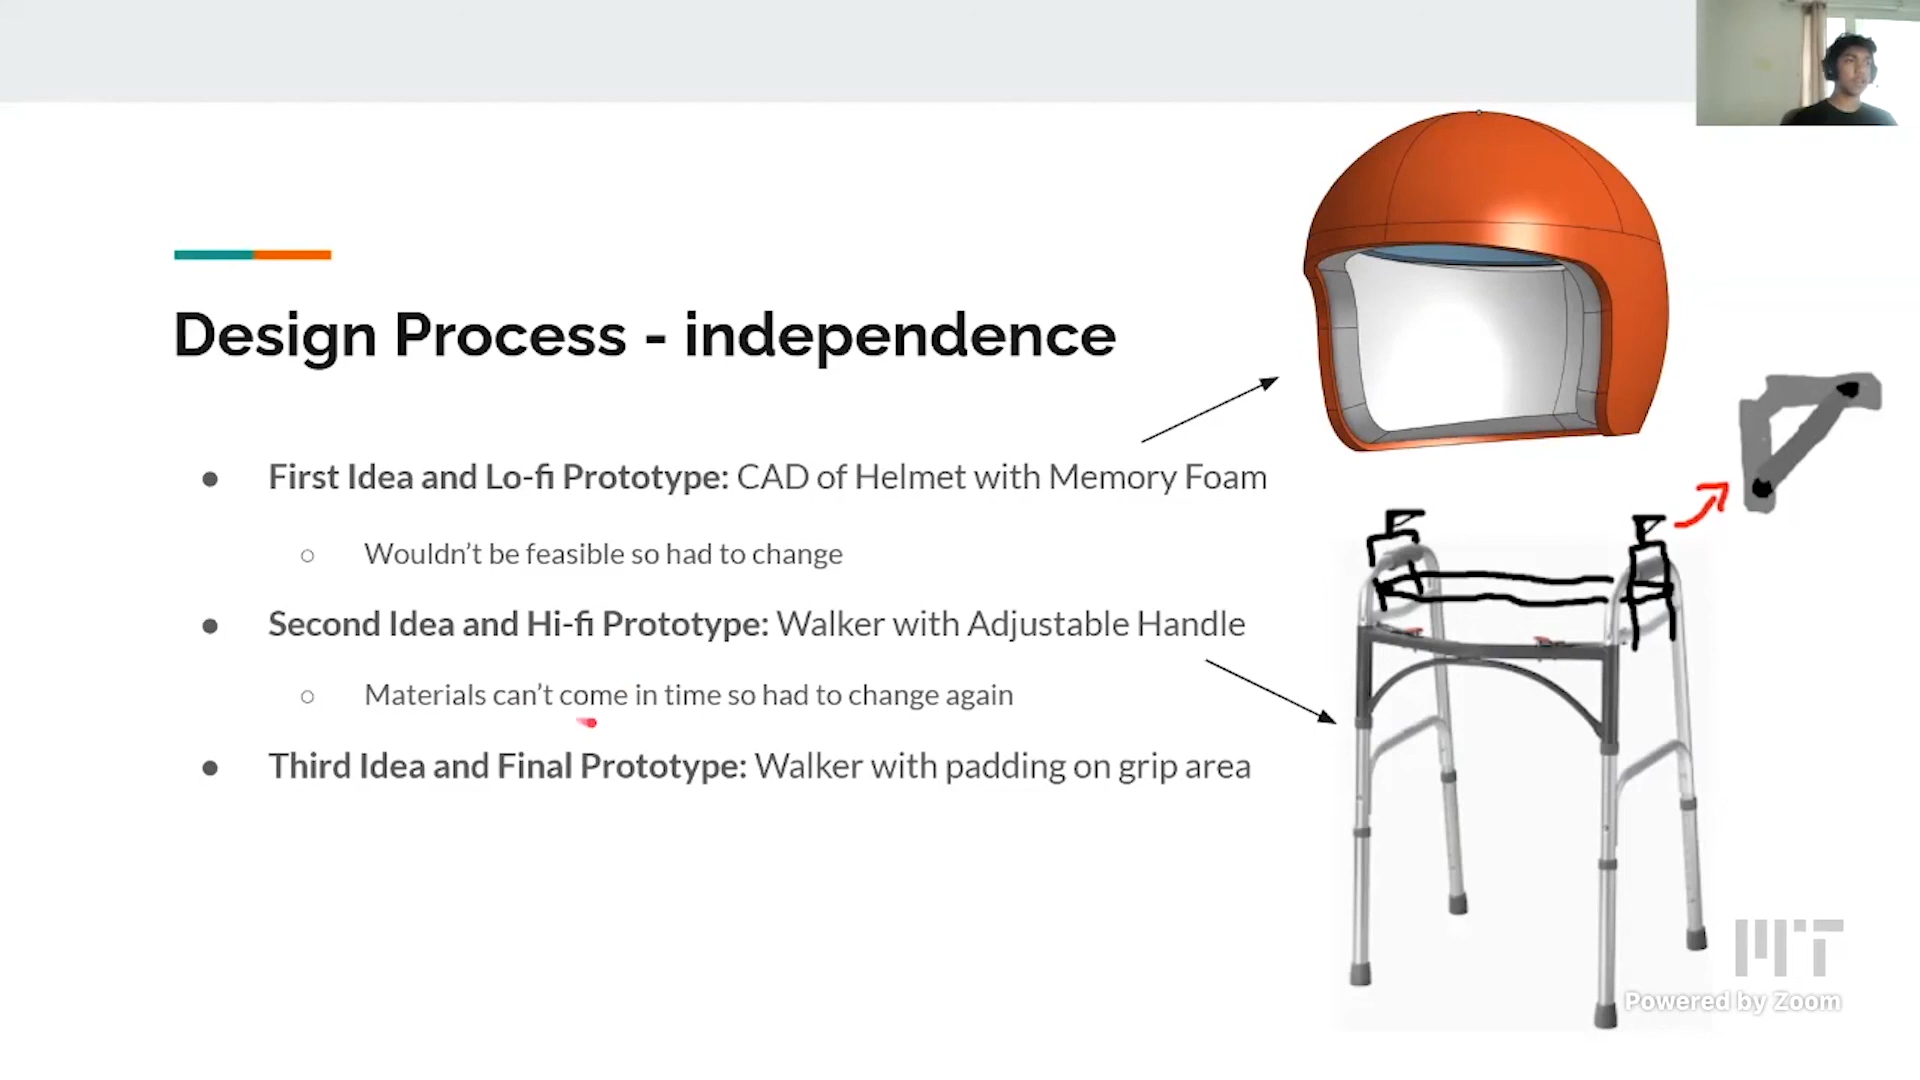 Design Process - independence
● First Idea and Lo-fi Prototype: CAD of Helmet with Memory Foam
○ Wouldn’t be feasible so had to change
● Second Idea and Hi-fi Prototype: Walker with Adjustable Handle
○ Materials can’t come in time so had to change again
● Third Idea and Final Prototype: Walker with padding on grip area
MIT
Powered by Zoom